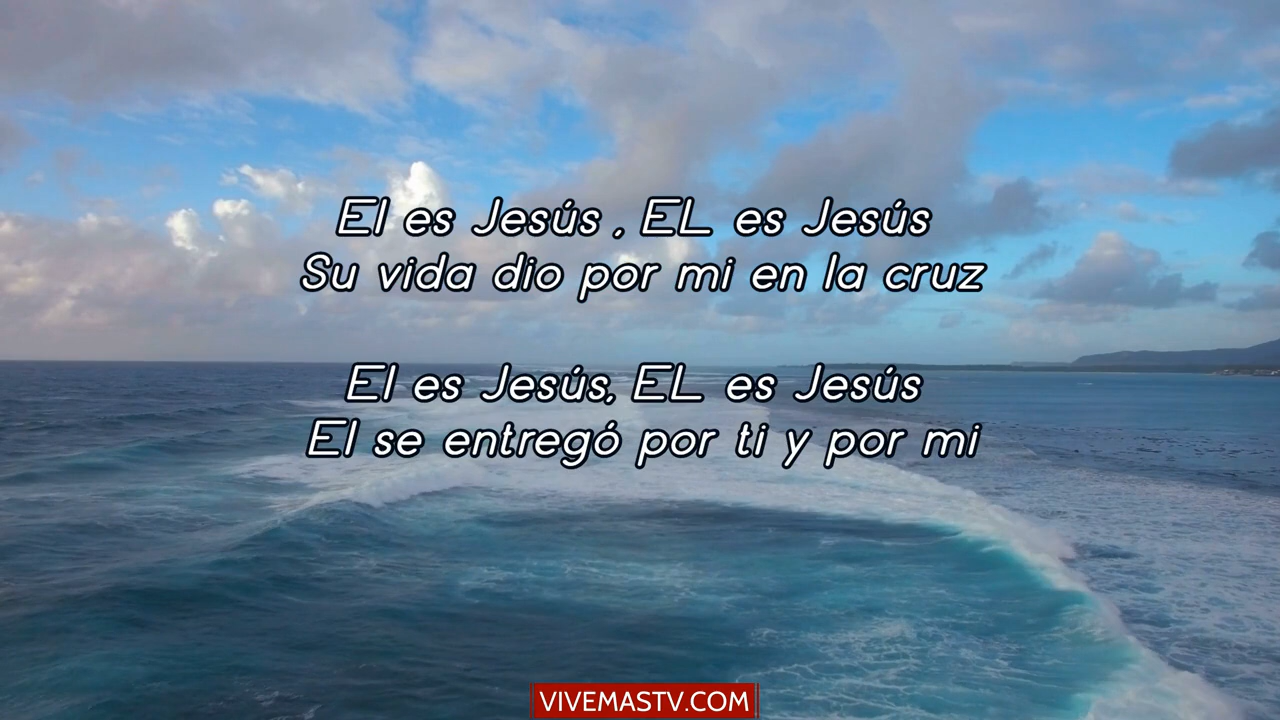 El es Jesús , EL es Jesús
Su vida dio por mi en la cruz
El es Jesús, EL es Jesús
El se entregó por ti y por mi
VIVEMASTV.COM